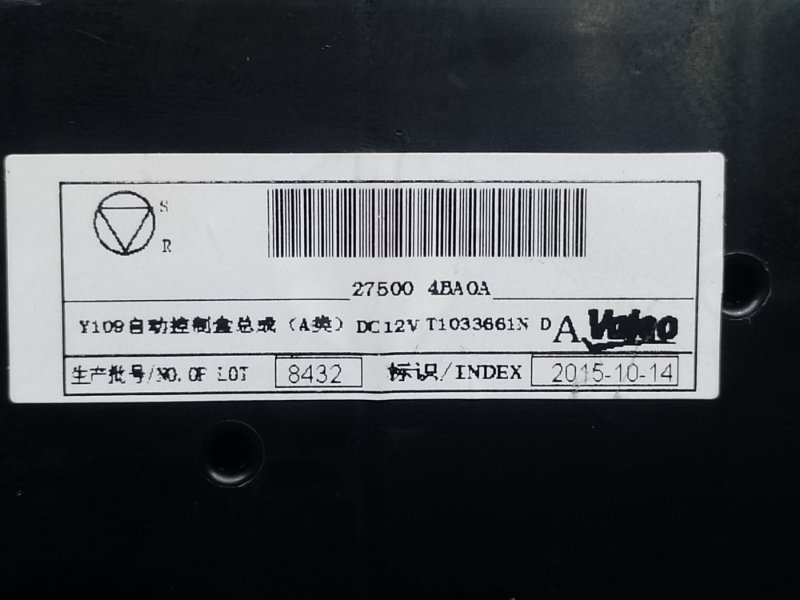 S
R
27500 4BA0A
Y109自动控制盒总成（A类）DC12V T1033661N D A Valeo
生产批号/NO.OF LOT 8432 标识/INDEX 2015-10-14